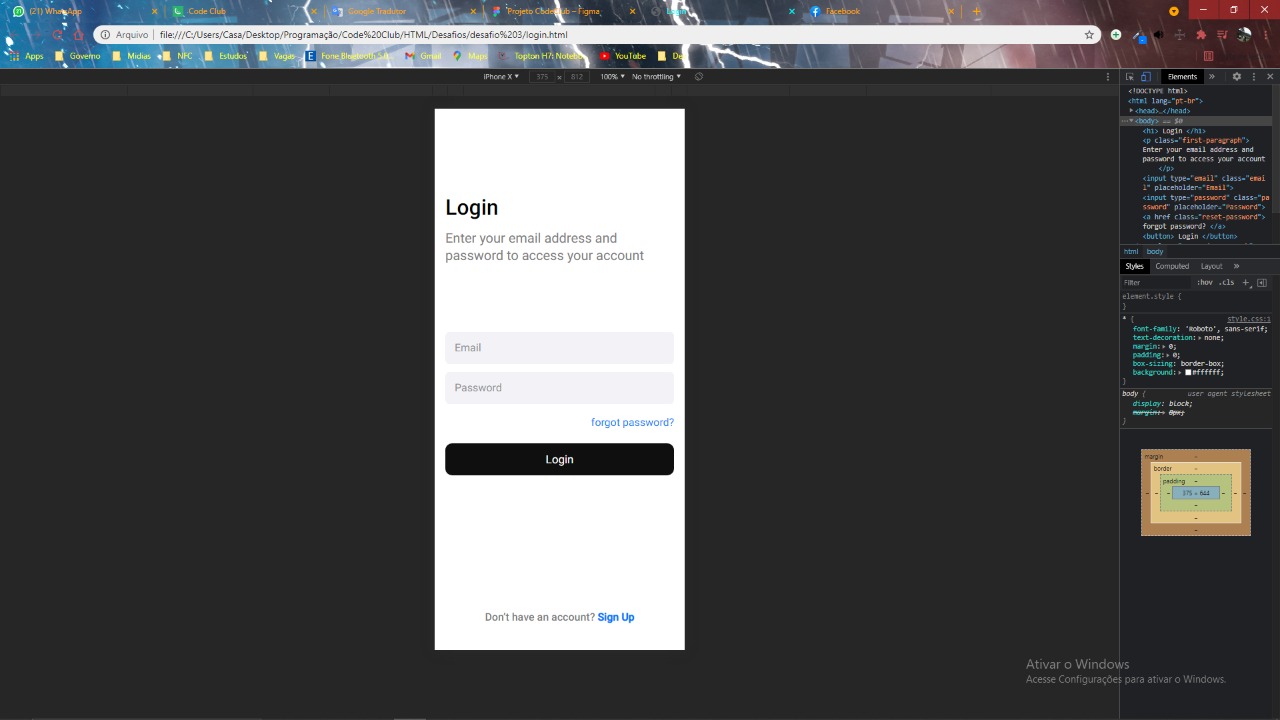 (21) WhatsApp
Code Club
Google Tradutor
Projeto CodeClub – Figma
Login
Facebook
Arquivo
file:///C:/Users/Casa/Desktop/Programação/Code%20Club/HTML/Desafios/desafio%203/login.html
Apps
Governo
Midias
NFC
Estudos
Vagas
Fone Bluetooth 5.0
Gmail
Maps
Topton H7: Notebo
YouTube
De
iPhone X ▾
375 × 812
100% ▾
No throttling ▾
Elements
<!DOCTYPE html>
<html lang="pt-br">
▸<head>…</head>
…▾<body> == $0
<h1> Login </h1>
<p class="first-paragraph">
Enter your email address and
password to access your account
</p>
<input type="email" class="emai
l" placeholder="Email">
<input type="password" class="pa
ssword" placeholder="Password">
<a href class="reset-password">
forgot password? </a>
<button> Login </button>
html body
Styles Computed Layout »
Filter :hov .cls +
element.style {
}
* { style.css:1
font-family: 'Roboto', sans-serif;
text-decoration:▸ none;
margin:▸ 0;
padding:▸ 0;
box-sizing: border-box;
background:▸ #ffffff;
}
body { user agent stylesheet
display: block;
margin:▸ 8px;
}
margin -
border -
padding -
- - - 375 × 644 - - -
-
-
-
Login
Enter your email address and
password to access your account
Email
Password
forgot password?
Login
Don't have an account? Sign Up
Ativar o Windows
Acesse Configurações para ativar o Windows.